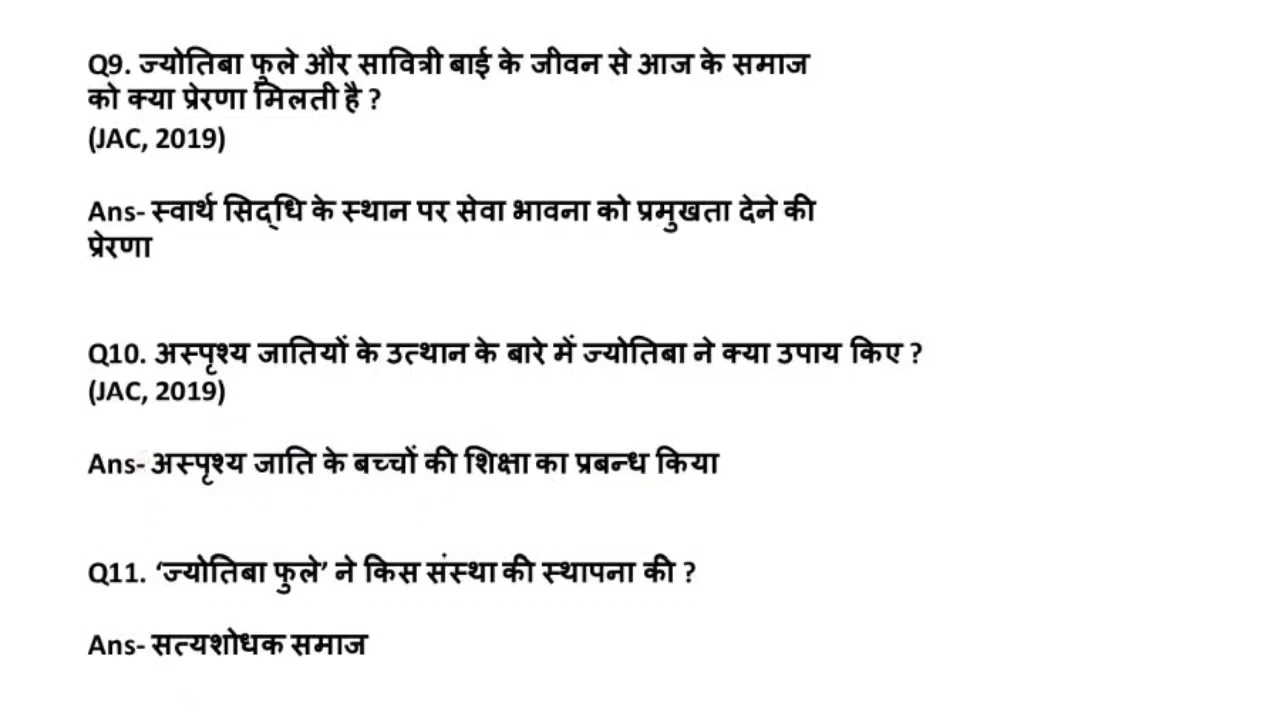 Q9. ज्योतिबा फुले और सावित्री बाई के जीवन से आज के समाज
को क्या प्रेरणा मिलती है ?
(JAC, 2019)
Ans- स्वार्थ सिद्धि के स्थान पर सेवा भावना को प्रमुखता देने की
प्रेरणा
Q10. अस्पृश्य जातियों के उत्थान के बारे में ज्योतिबा ने क्या उपाय किए ?
(JAC, 2019)
Ans- अस्पृश्य जाति के बच्चों की शिक्षा का प्रबन्ध किया
Q11. ‘ज्योतिबा फुले’ ने किस संस्था की स्थापना की ?
Ans- सत्यशोधक समाज